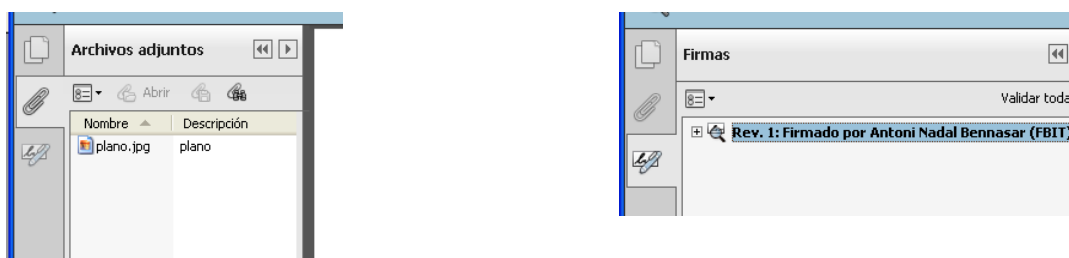 Archivos adjuntos
Abrir
Nombre Descripción
plano.jpg plano
Firmas
Validar toda
Rev. 1: Firmado por Antoni Nadal Bennasar (FBIT)